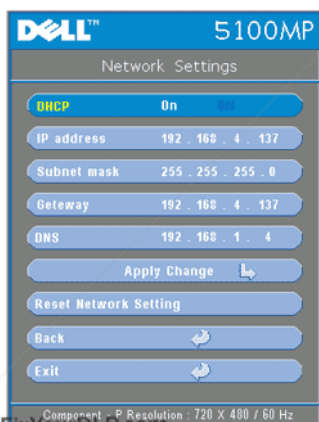 DELL™ 5100MP
Network Settings
DHCP On Off
IP address 192 . 168 . 4 . 137
Subnet mask 255 . 255 . 255 . 0
Geteway 192 . 168 . 4 . 137
DNS 192 . 168 . 1 . 4
Apply Change
Reset Network Setting
Back
Exit
Component - P Resolution : 720 X 480 / 60 Hz